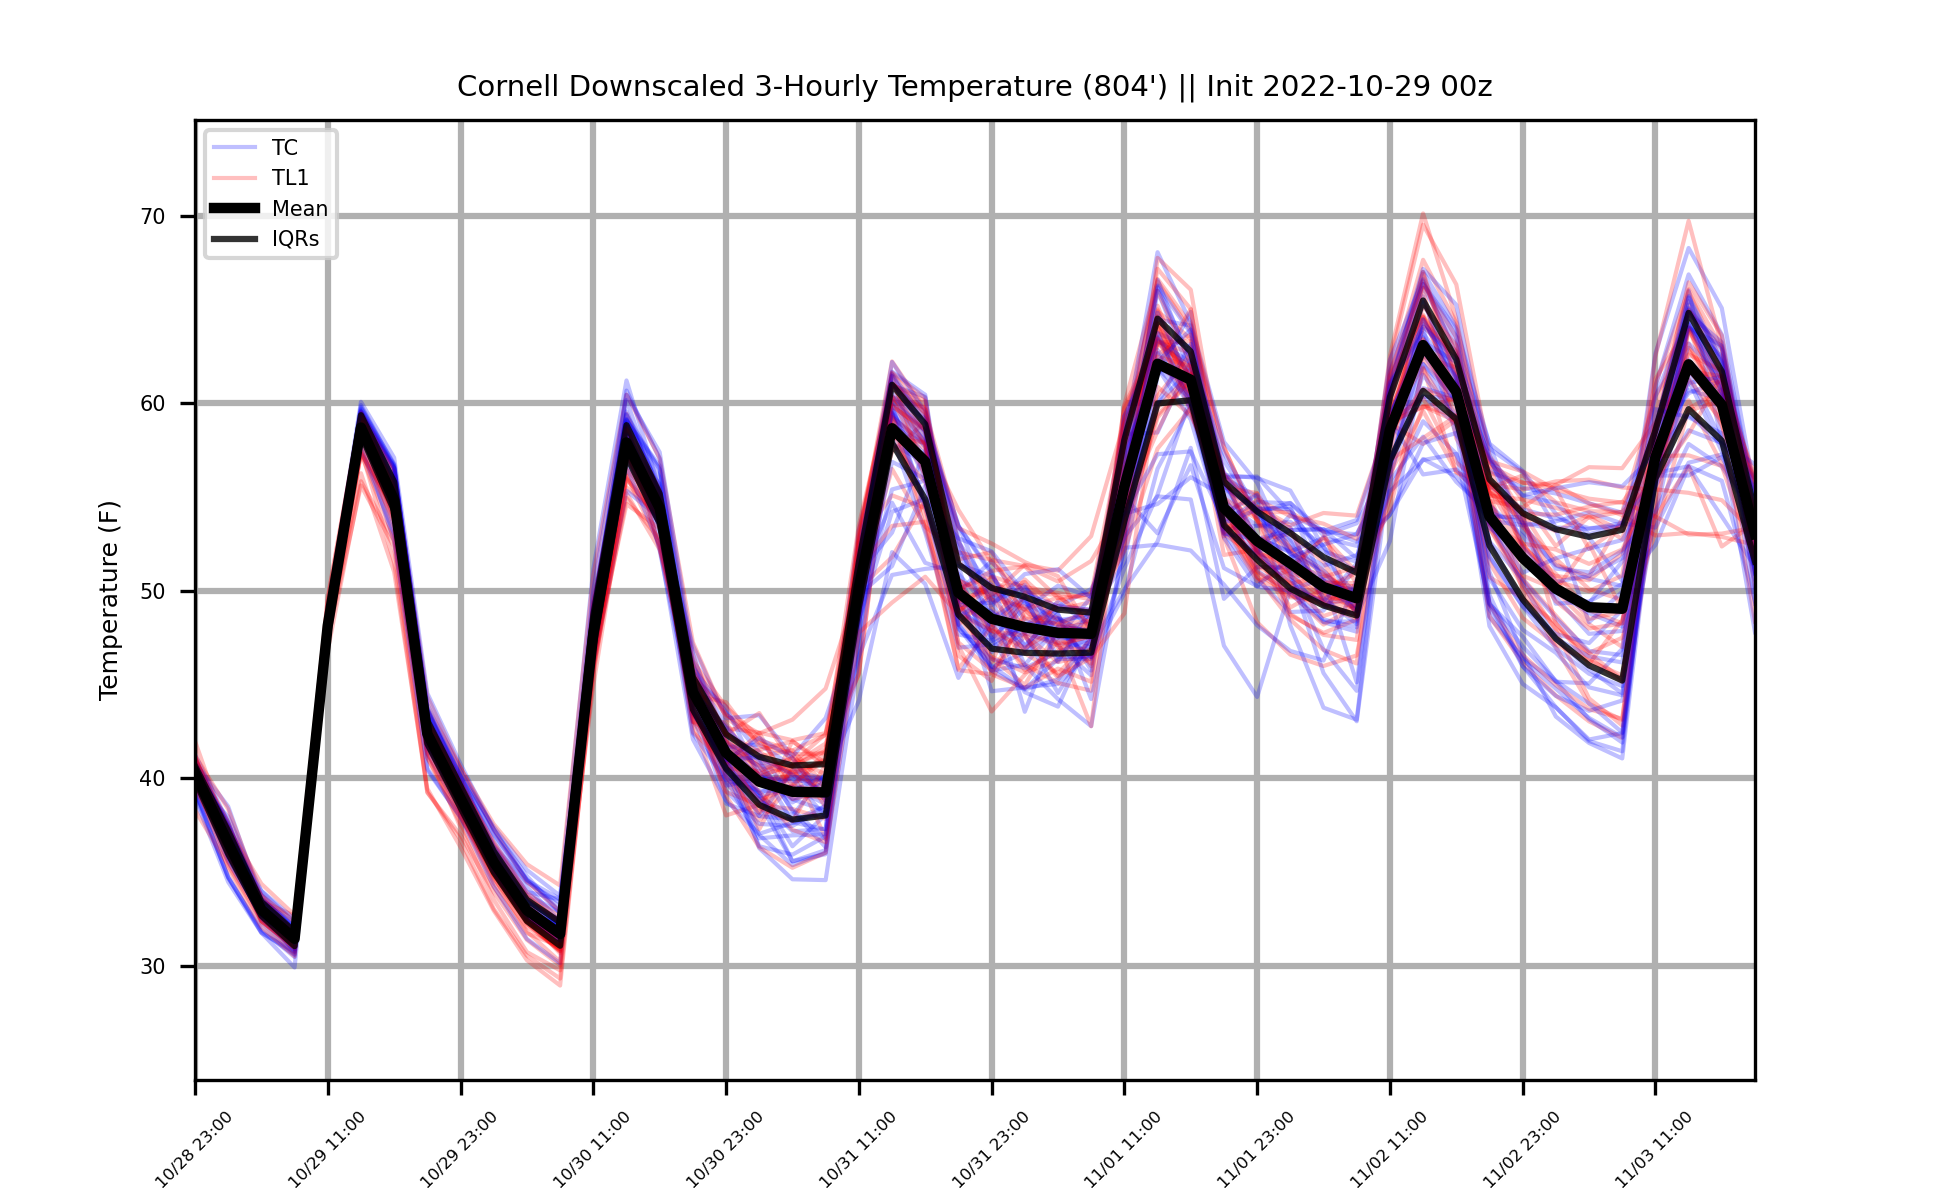 Cornell Downscaled 3-Hourly Temperature (804') || Init 2022-10-29 00z
TC
TL1
Mean
IQRs
Temperature (F)
70
60
50
40
30
10/28 23:00
10/29 11:00
10/29 23:00
10/30 11:00
10/30 23:00
10/31 11:00
10/31 23:00
11/01 11:00
11/01 23:00
11/02 11:00
11/02 23:00
11/03 11:00